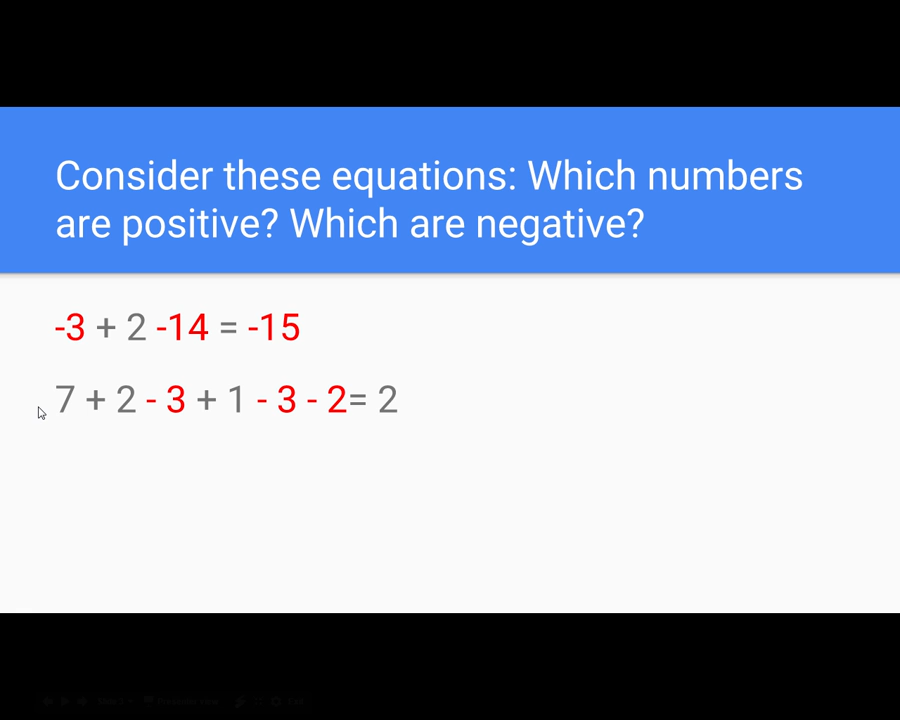 Consider these equations: Which numbers
are positive? Which are negative?
-3 + 2 -14 = -15
7 + 2 - 3 + 1 - 3 - 2= 2